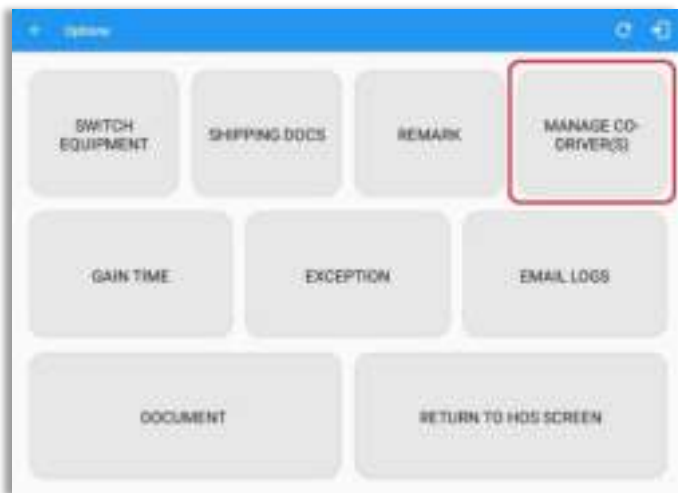 Options
SWITCH
EQUIPMENT
SHIPPING DOCS
REMARK
MANAGE CO-
DRIVER(S)
GAIN TIME
EXCEPTION
EMAIL LOGS
DOCUMENT
RETURN TO HOS SCREEN